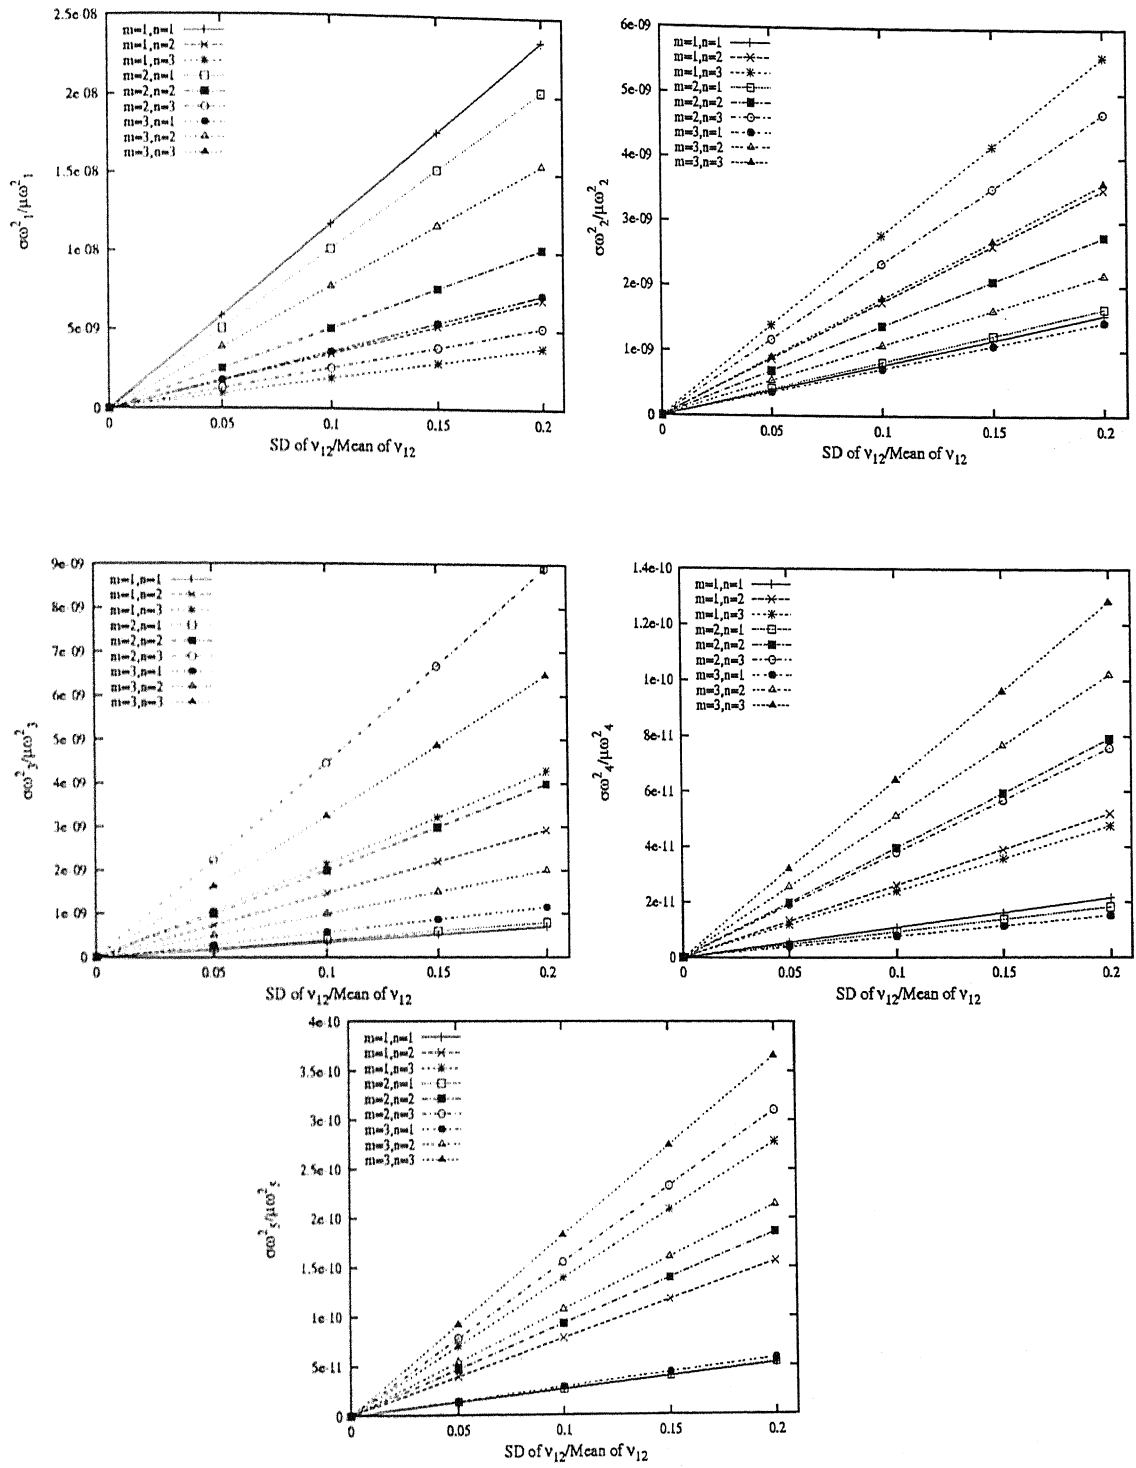 2.5e 08
2e 08
1.5e 08
1e 08
5e 09
0
m=1,n=1
m=1,n=2
m=1,n=3
m=2,n=1
m=2,n=2
m=2,n=3
m=3,n=1
m=3,n=2
m=3,n=3
σω²₁/μω²₁
0 0.05 0.1 0.15 0.2
SD of ν₁₂/Mean of ν₁₂
6e-09
5e-09
4e-09
3e-09
2e-09
1e-09
0
m=1,n=1
m=1,n=2
m=1,n=3
m=2,n=1
m=2,n=2
m=2,n=3
m=3,n=1
m=3,n=2
m=3,n=3
σω²₂/μω²₂
0 0.05 0.1 0.15 0.2
SD of ν₁₂/Mean of ν₁₂
9e-09
8e-09
7e-09
6e-09
5e-09
4e 09
3e 09
2e 09
1e 09
0
m=1,n=1
m=1,n=2
m=1,n=3
m=2,n=1
m=2,n=2
m=2,n=3
m=3,n=1
m=3,n=2
m=3,n=3
σω²₃/μω²₃
0 0.05 0.1 0.15 0.2
SD of ν₁₂/Mean of ν₁₂
1.4e-10
1.2e-10
1e-10
8e-11
6e-11
4e-11
2e-11
0
m=1,n=1
m=1,n=2
m=1,n=3
m=2,n=1
m=2,n=2
m=2,n=3
m=3,n=1
m=3,n=2
m=3,n=3
σω²₄/μω²₄
0 0.05 0.1 0.15 0.2
SD of ν₁₂/Mean of ν₁₂
4e-10
3.5e-10
3e-10
2.5e-10
2e-10
1.5e-10
1e-10
5e-11
0
m=1,n=1
m=1,n=2
m=1,n=3
m=2,n=1
m=2,n=2
m=2,n=3
m=3,n=1
m=3,n=2
m=3,n=3
σω²₅/μω²₅
0 0.05 0.1 0.15 0.2
SD of ν₁₂/Mean of ν₁₂